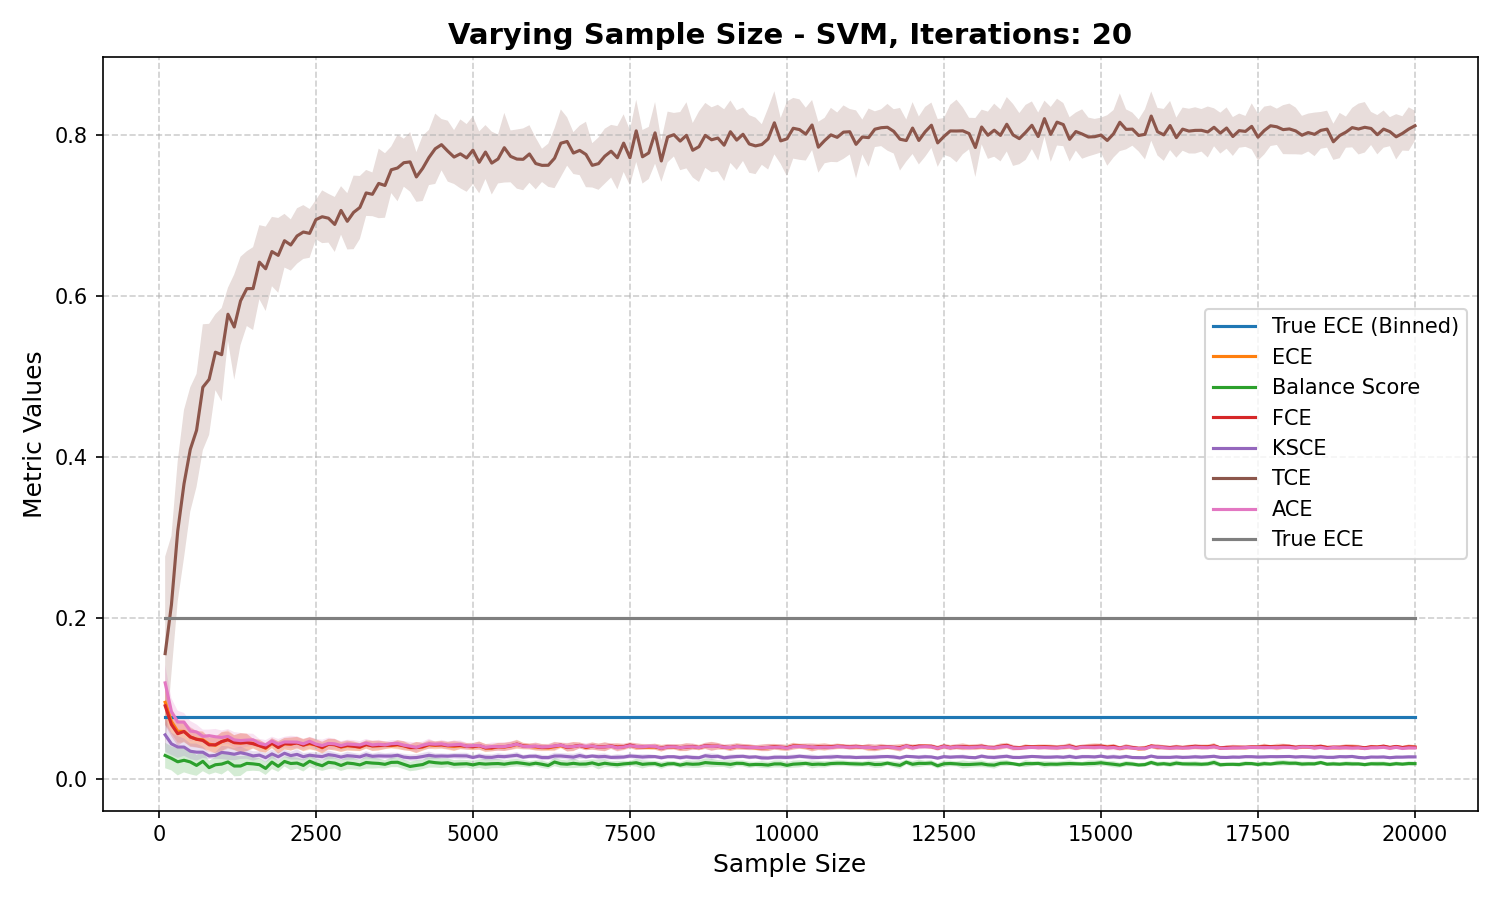 Varying Sample Size - SVM, Iterations: 20
Metric Values
0.8
0.6
0.4
0.2
0.0
True ECE (Binned)
ECE
Balance Score
FCE
KSCE
TCE
ACE
True ECE
0 2500 5000 7500 10000 12500 15000 17500 20000
Sample Size